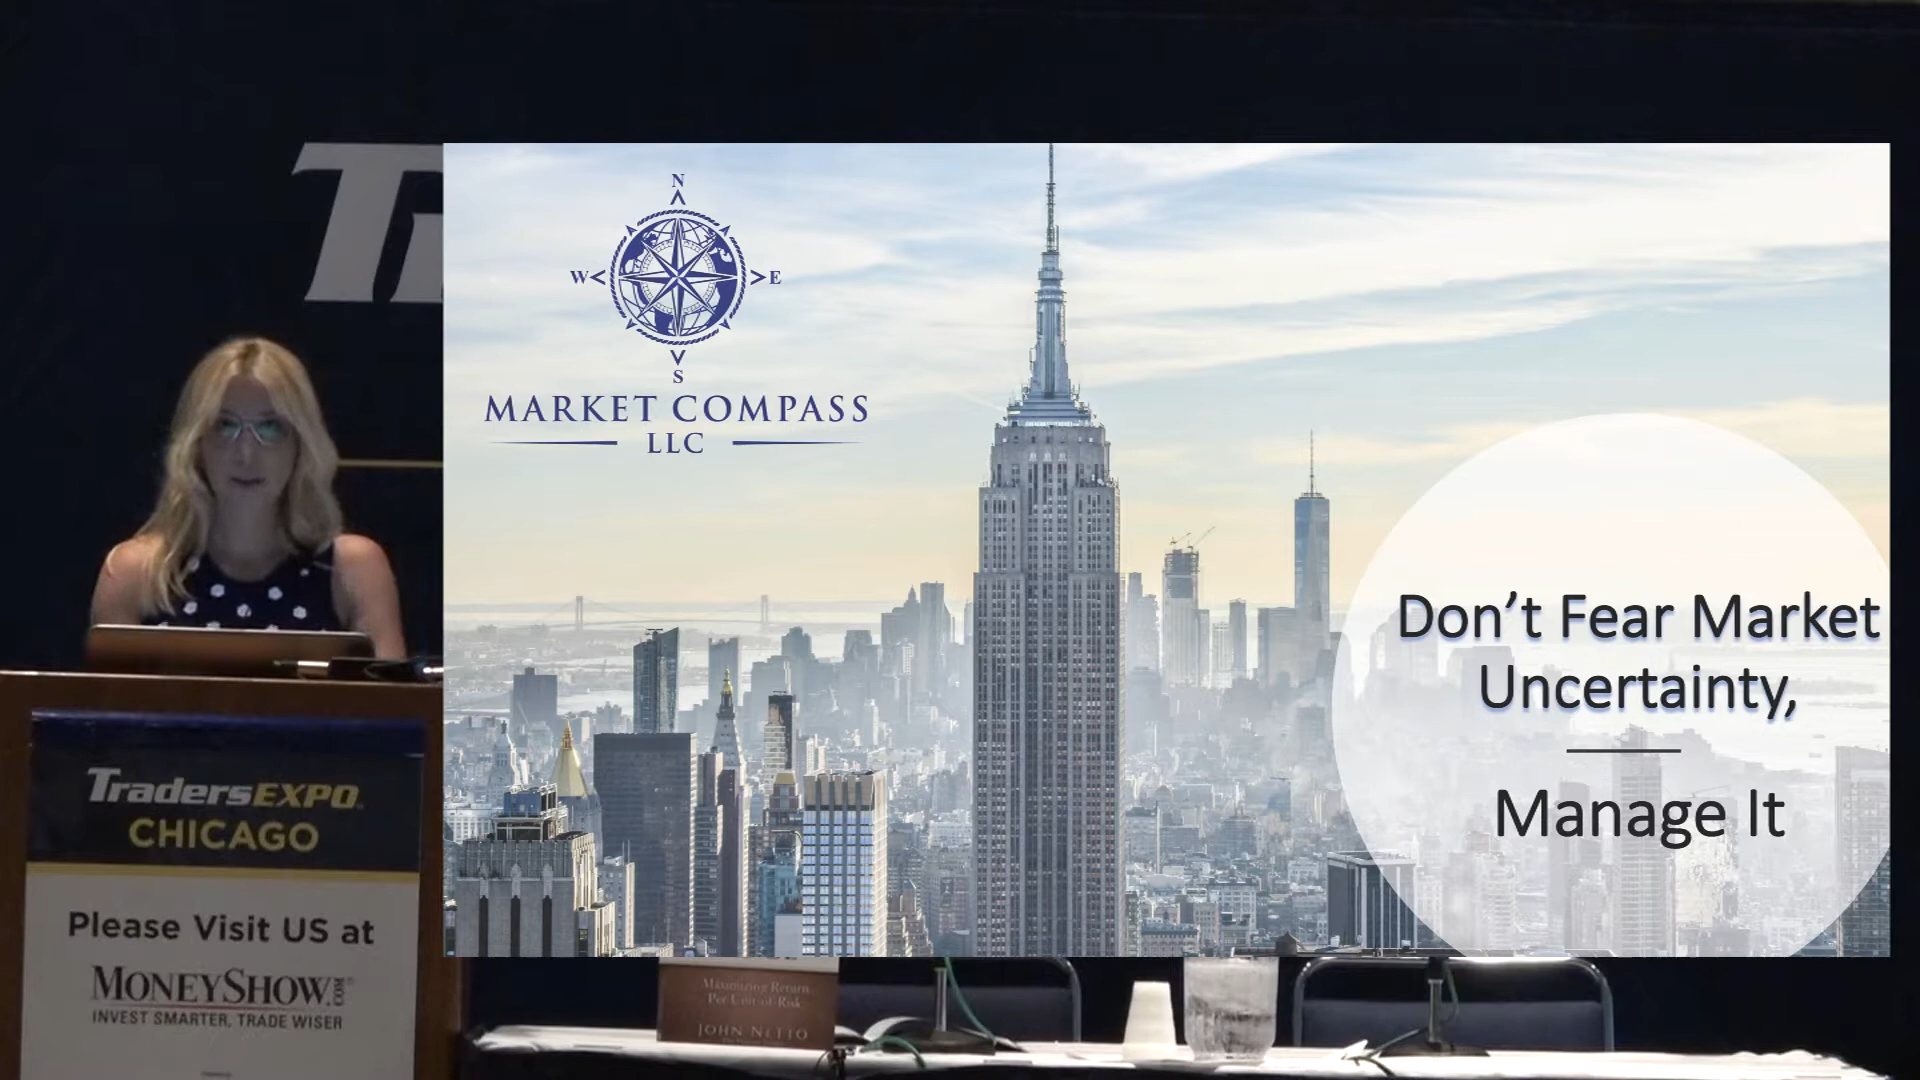 Tr
N
W
E
S
MARKET COMPASS
LLC
Don't Fear Market
Uncertainty,
Manage It
TradersEXPO
CHICAGO
Please Visit US at
MONEYSHOW.COM
INVEST SMARTER, TRADE WISER
Maximizing Return
Per Unit of Risk
JOHN NETTO